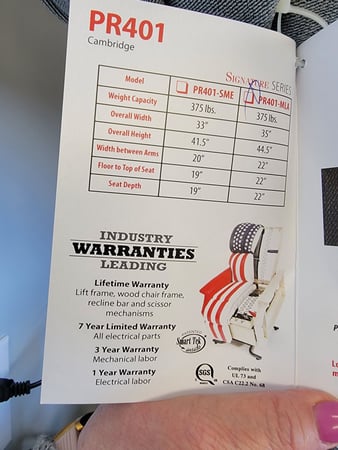 PR401
Cambridge
SIGNATURE SERIES
Model PR401-SME PR401-MLA
Weight Capacity 375 lbs. 375 lbs.
Overall Width 33" 35"
Overall Height 41.5" 44.5"
Width between Arms 20" 22"
Floor to Top of Seat 19" 22"
Seat Depth 19" 22"
INDUSTRY
WARRANTIES
LEADING
Lifetime Warranty
Lift frame, wood chair frame,
recline bar and scissor
mechanisms
7 Year Limited Warranty
All electrical parts
3 Year Warranty
Mechanical labor
1 Year Warranty
Electrical labor
Smart Tek
SGS
Complies with
UL 73 and
CSA C22.2 No. 68